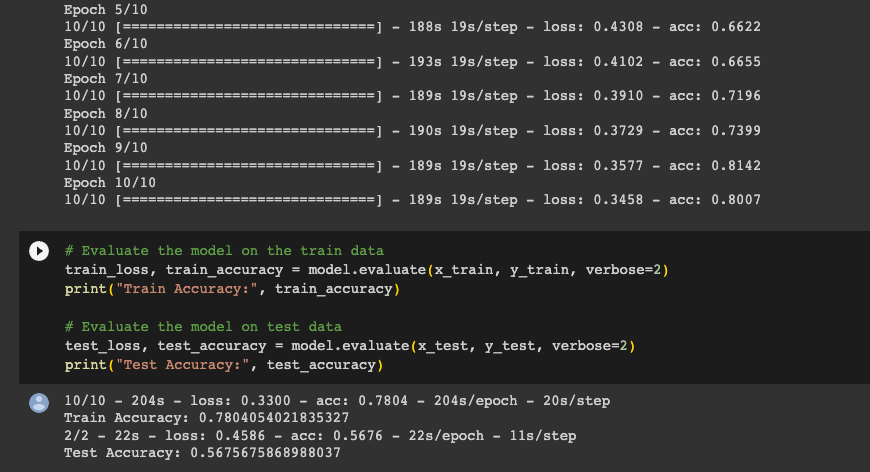 Epoch 5/10
10/10 [==============================] - 188s 19s/step - loss: 0.4308 - acc: 0.6622
Epoch 6/10
10/10 [==============================] - 193s 19s/step - loss: 0.4102 - acc: 0.6655
Epoch 7/10
10/10 [==============================] - 189s 19s/step - loss: 0.3910 - acc: 0.7196
Epoch 8/10
10/10 [==============================] - 190s 19s/step - loss: 0.3729 - acc: 0.7399
Epoch 9/10
10/10 [==============================] - 189s 19s/step - loss: 0.3577 - acc: 0.8142
Epoch 10/10
10/10 [==============================] - 189s 19s/step - loss: 0.3458 - acc: 0.8007
# Evaluate the model on the train data
train_loss, train_accuracy = model.evaluate(x_train, y_train, verbose=2)
print("Train Accuracy:", train_accuracy)
# Evaluate the model on test data
test_loss, test_accuracy = model.evaluate(x_test, y_test, verbose=2)
print("Test Accuracy:", test_accuracy)
10/10 - 204s - loss: 0.3300 - acc: 0.7804 - 204s/epoch - 20s/step
Train Accuracy: 0.7804054021835327
2/2 - 22s - loss: 0.4586 - acc: 0.5676 - 22s/epoch - 11s/step
Test Accuracy: 0.5675675868988037